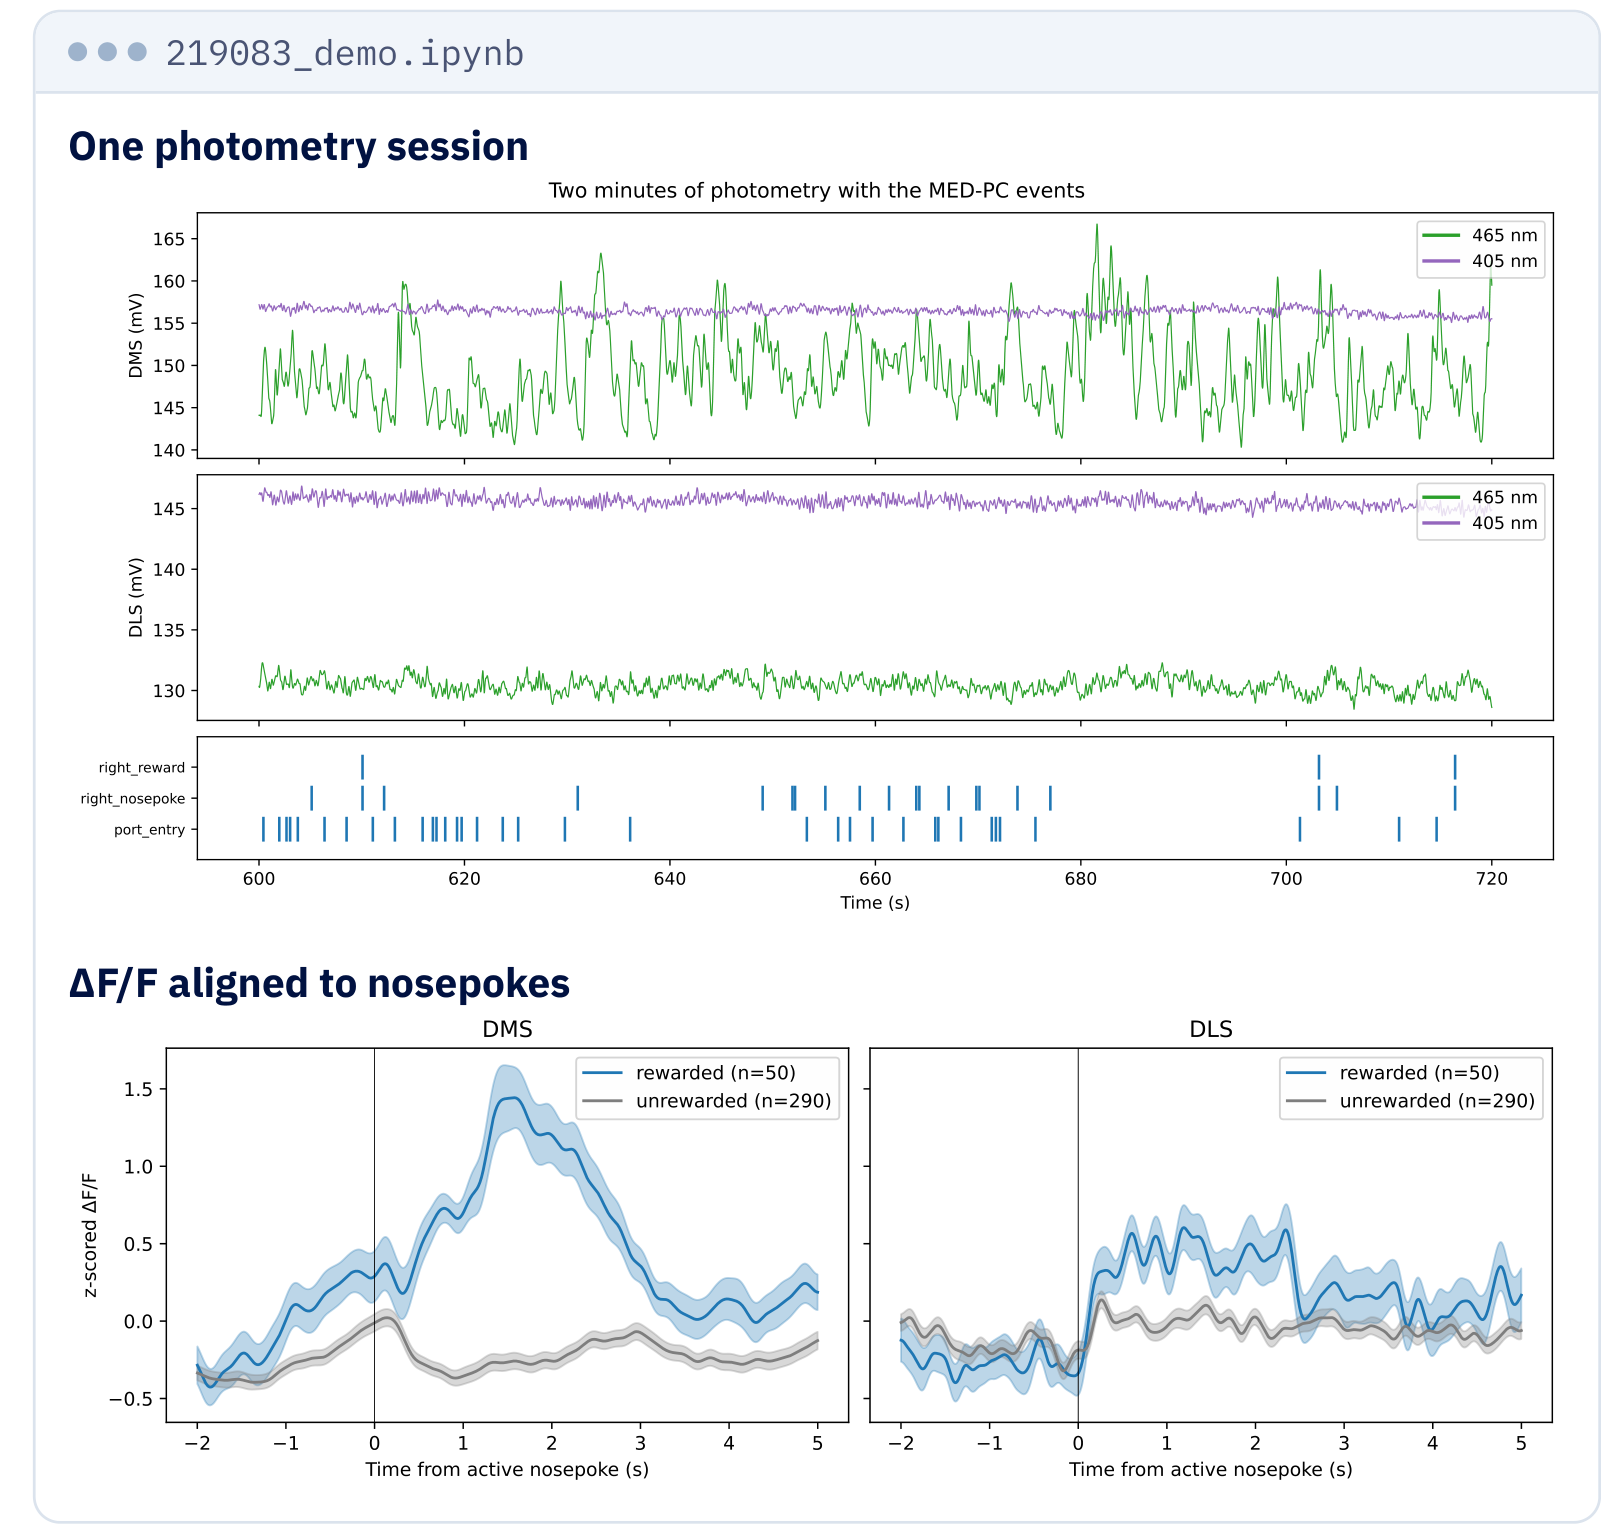 219083_demo.ipynb
One photometry session
Two minutes of photometry with the MED-PC events
165
160
155
150
145
140
DMS (mV)
465 nm
405 nm
145
140
135
130
DLS (mV)
465 nm
405 nm
right_reward
right_nosepoke
port_entry
600 620 640 660 680 700 720
Time (s)
ΔF/F aligned to nosepokes
DMS
1.5
1.0
0.5
0.0
−0.5
z-scored ΔF/F
rewarded (n=50)
unrewarded (n=290)
−2 −1 0 1 2 3 4 5
Time from active nosepoke (s)
DLS
rewarded (n=50)
unrewarded (n=290)
−2 −1 0 1 2 3 4 5
Time from active nosepoke (s)